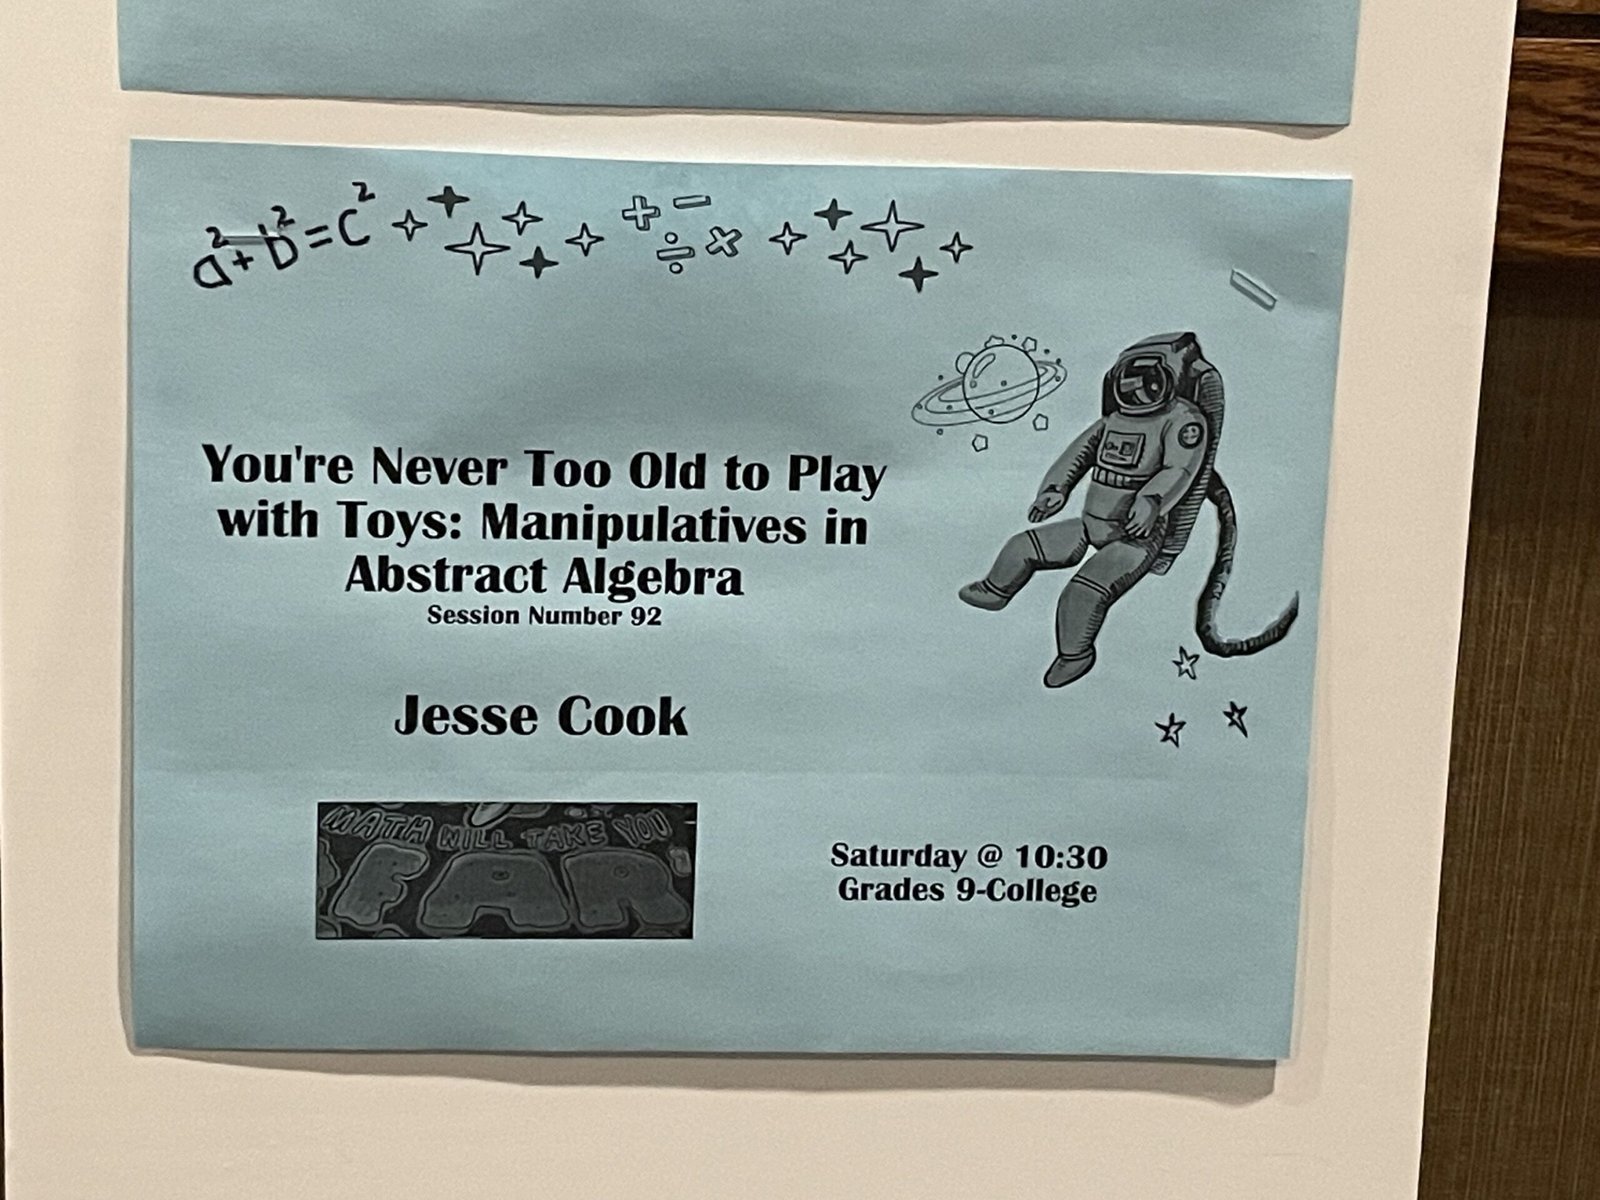 a²+b²=c²
You're Never Too Old to Play
with Toys: Manipulatives in
Abstract Algebra
Session Number 92
Jesse Cook
MATH WILL TAKE YOU
FAR
Saturday @ 10:30
Grades 9-College